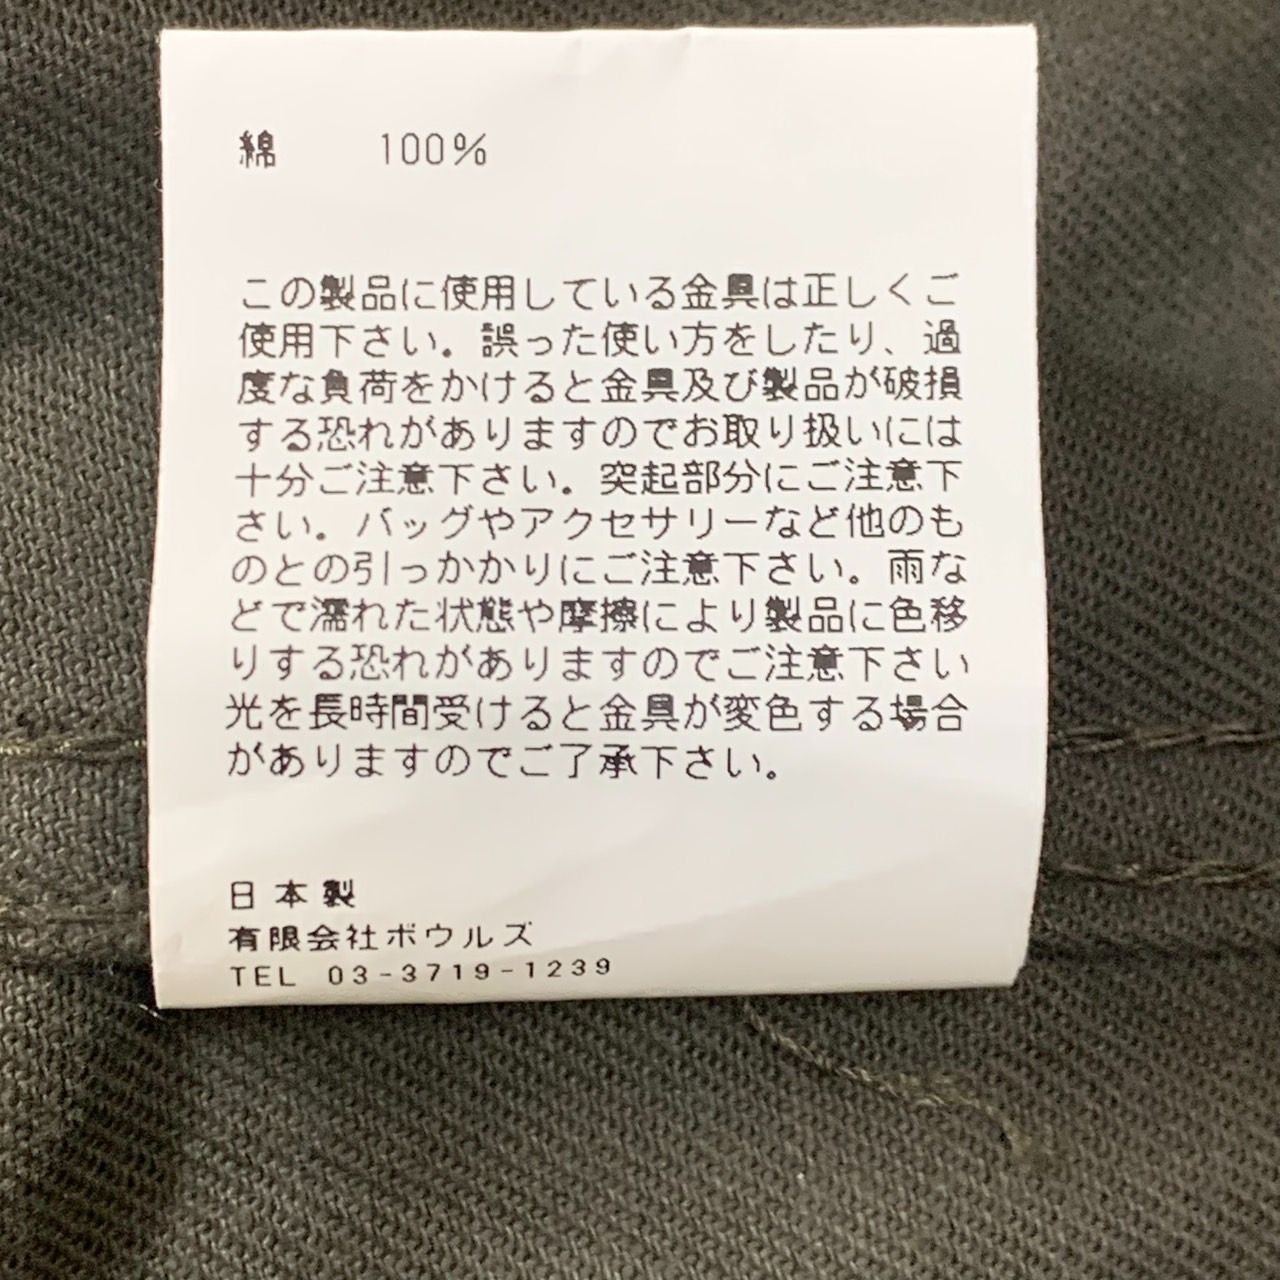 綿 100%
この製品に使用している金具は正しくご
使用下さい。誤った使い方をしたり、過
度な負荷をかけると金具及び製品が破損
する恐れがありますのでお取り扱いには
十分ご注意下さい。突起部分にご注意下
さい。バッグやアクセサリーなど他のも
のとの引っかかりにご注意下さい。雨な
どで濡れた状態や摩擦により製品に色移
りする恐れがありますのでご注意下さい
光を長時間受けると金具が変色する場合
がありますのでご了承下さい。
日本製
有限会社ボウルズ
TEL 03-3719-1239